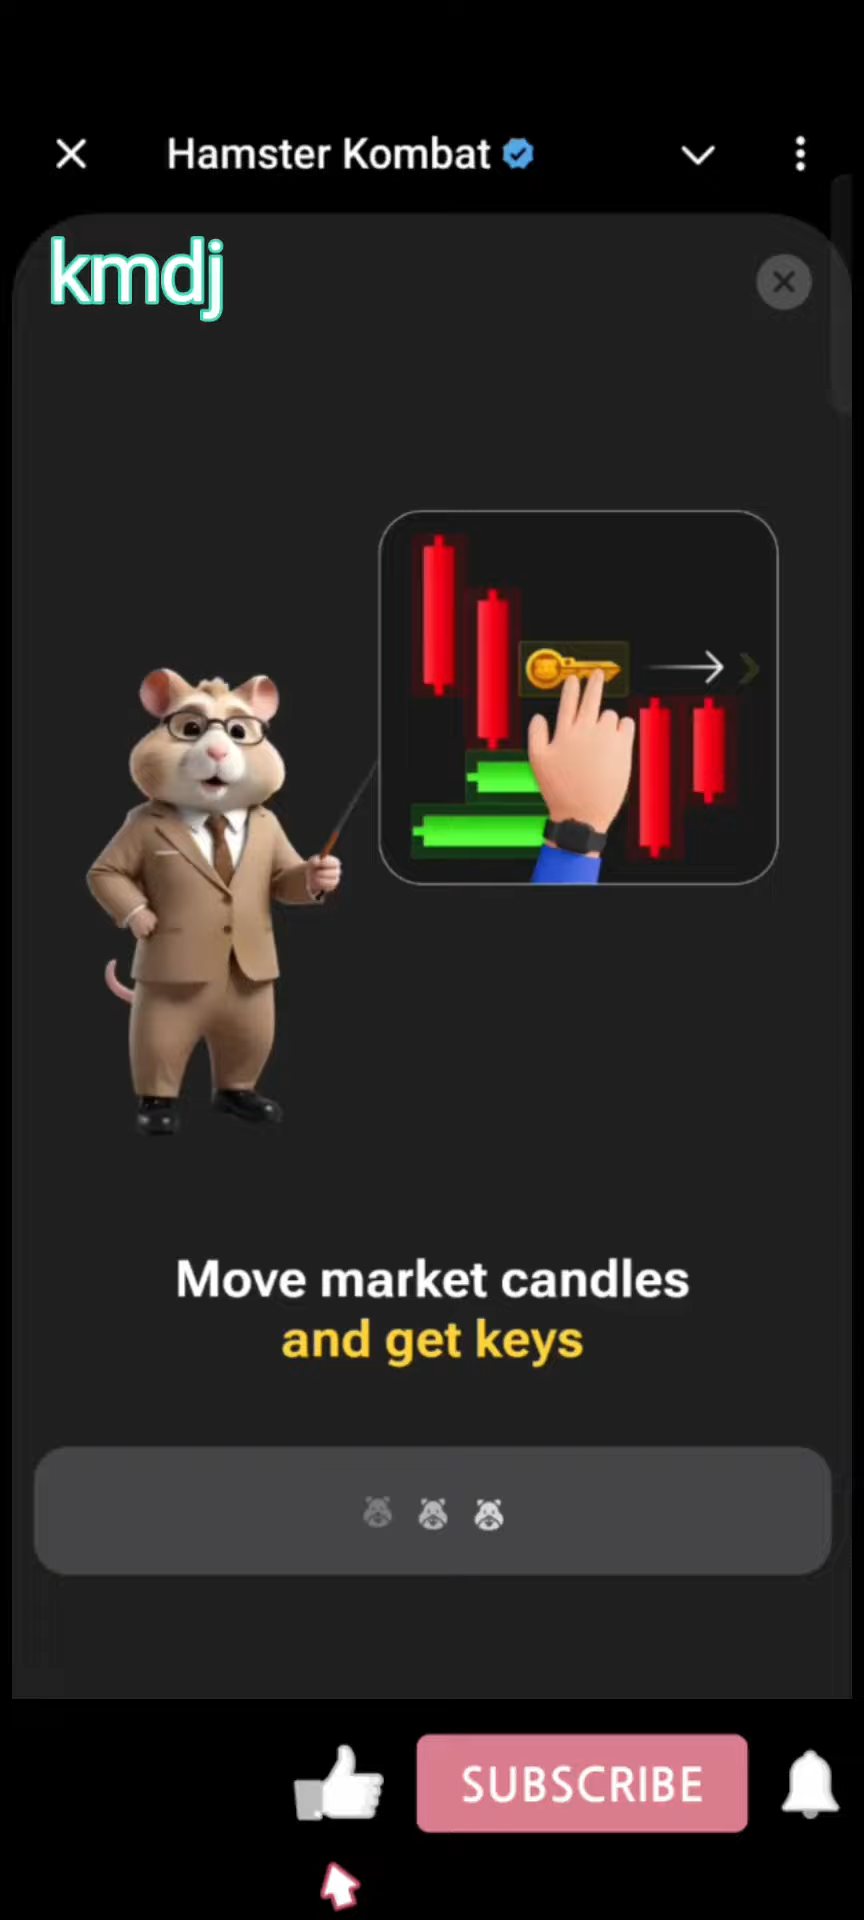 Hamster Kombat
kmdj
Move market candles
and get keys
SUBSCRIBE